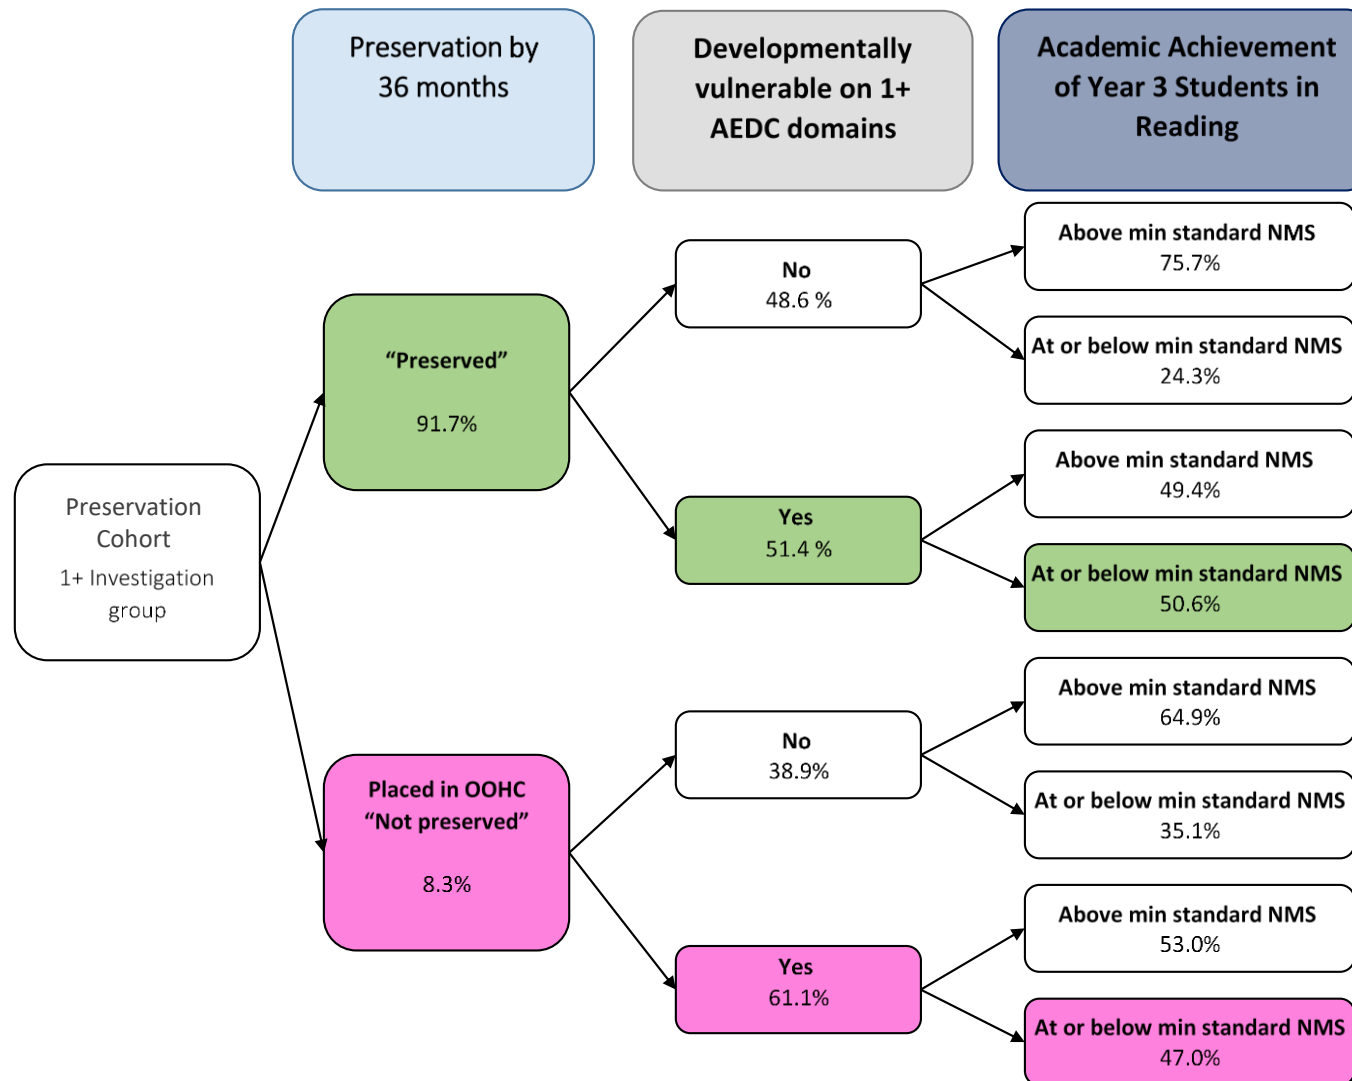 Preservation by
36 months
Developmentally
vulnerable on 1+
AEDC domains
Academic Achievement
of Year 3 Students in
Reading
Preservation
Cohort
1+ Investigation
group
“Preserved”
91.7%
Placed in OOHC
“Not preserved”
8.3%
No
48.6 %
Yes
51.4 %
No
38.9%
Yes
61.1%
Above min standard NMS
75.7%
At or below min standard NMS
24.3%
Above min standard NMS
49.4%
At or below min standard NMS
50.6%
Above min standard NMS
64.9%
At or below min standard NMS
35.1%
Above min standard NMS
53.0%
At or below min standard NMS
47.0%